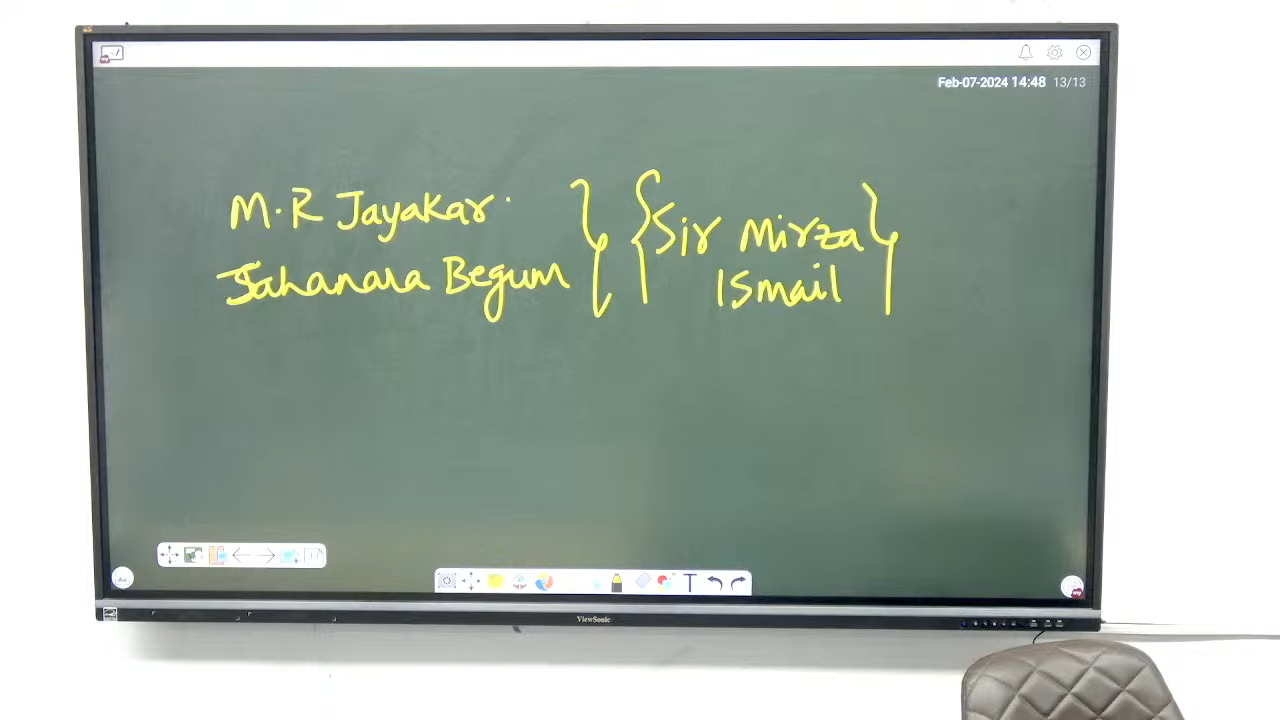 Feb-07-2024 14:48 13/13
M.R Jayakar
Jahanara Begum
Sir Mirza
Ismail
ViewSonic